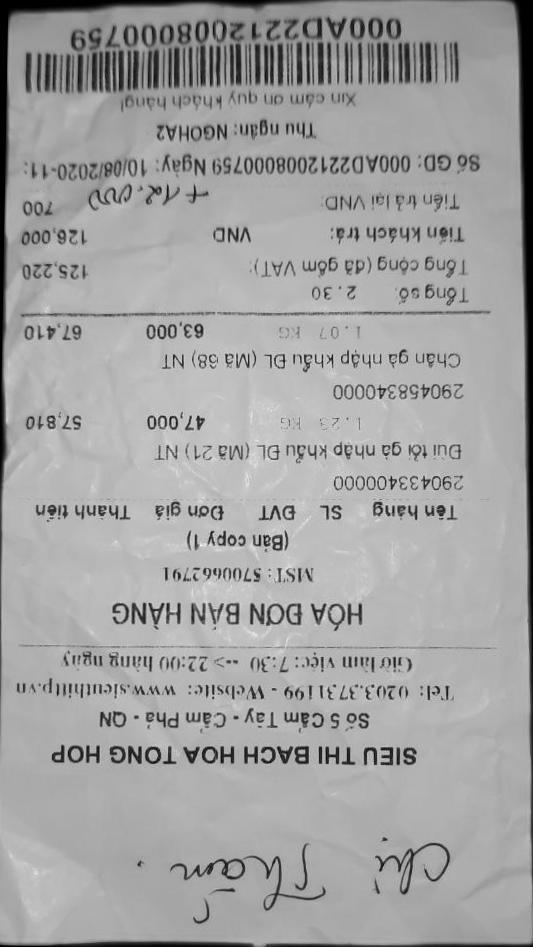 Chị Thắm.
SIEU THI BACH HOA TONG HOP
Số 5 Cẩm Tây - Cẩm Phả - QN
Tel: 0203.3731199 - Website: www.sieuthittp.vn
Giờ làm việc: 7:30 --> 22:00 hàng ngày
HÓA ĐƠN BÁN HÀNG
MST: 5700662791
(Bản copy 1)
Tên hàng SL ĐVT Đơn giá Thành tiền
290433400000
Đùi tỏi gà nhập khẩu ĐL (Mã 21) NT
1.23 KG 47,000 57,810
2904583400000
Chân gà nhập khẩu ĐL (Mã 68) NT
1.07 KG 63,000 67,410
Tổng số: 2.30
Tổng cộng (đã gồm VAT): 125,220
Tiền khách trả: VND 126,000
Tiền trả lại VND: 700
+ 12.000
Số GD: 000AD2212008000759 Ngày: 10/08/2020-11:
Thu ngân: NGOHA2
Xin cảm ơn quý khách hàng!
000AD2212008000759